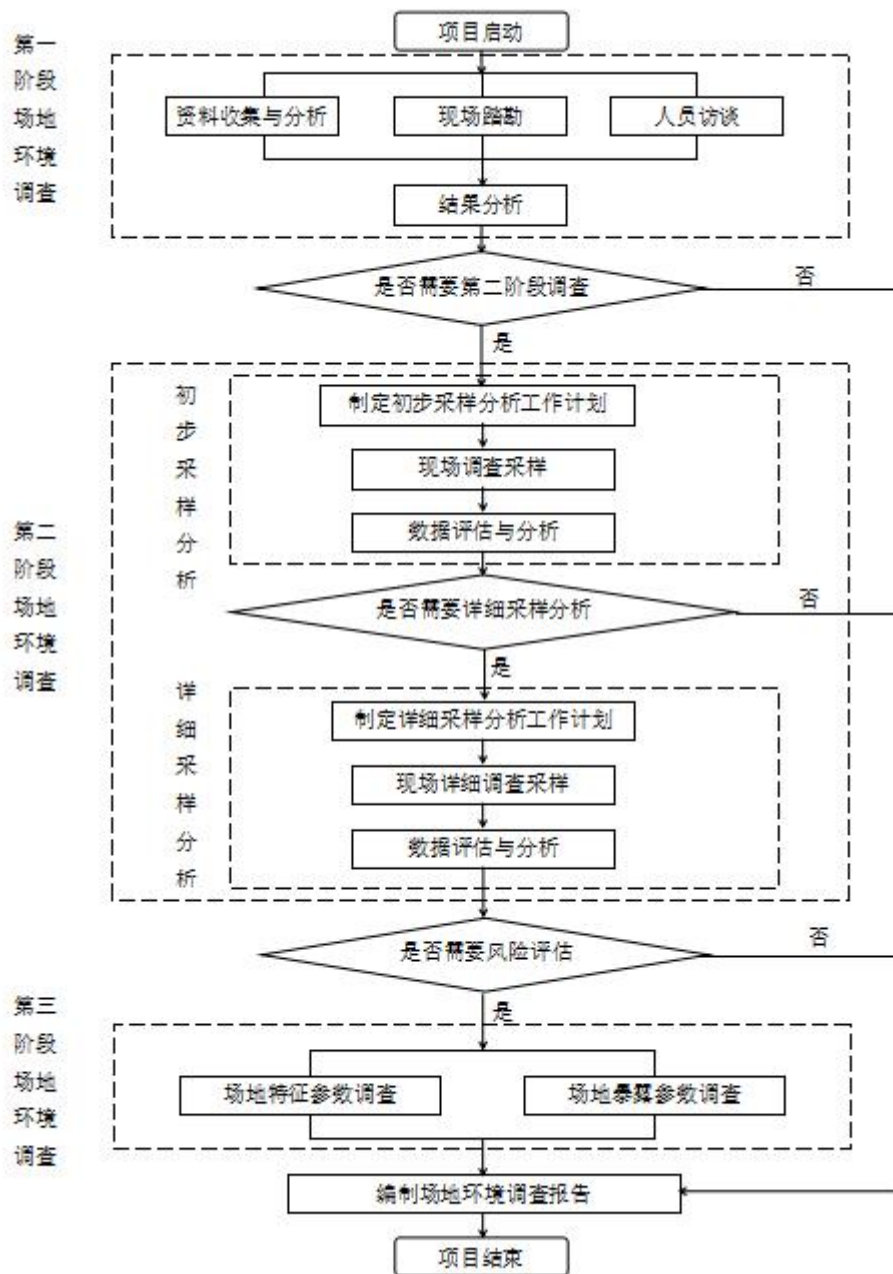 项目启动
第一
阶段
场地
环境
调查
资料收集与分析
现场踏勘
人员访谈
结果分析
是否需要第二阶段调查
否
是
第二
阶段
场地
环境
调查
初
步
采
样
分
析
制定初步采样分析工作计划
现场调查采样
数据评估与分析
是否需要详细采样分析
否
是
详
细
采
样
分
析
制定详细采样分析工作计划
现场详细调查采样
数据评估与分析
是否需要风险评估
否
是
第三
阶段
场地
环境
调查
场地特征参数调查
场地暴露参数调查
编制场地环境调查报告
项目结束